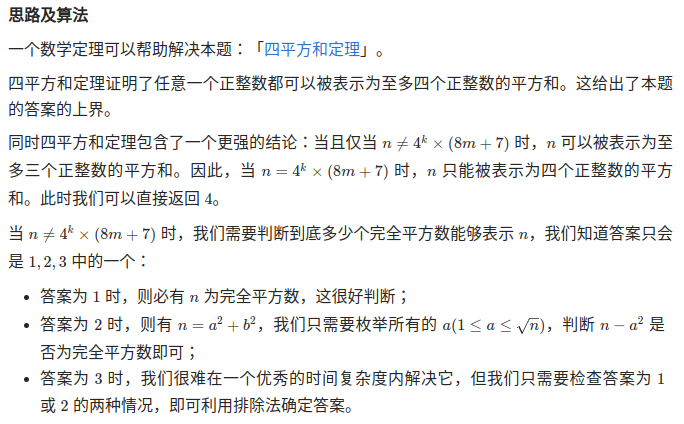 思路及算法
一个数学定理可以帮助解决本题：「四平方和定理」。
四平方和定理证明了任意一个正整数都可以被表示为至多四个正整数的平方和。这给出了本题
的答案的上界。
同时四平方和定理包含了一个更强的结论：当且仅当 n ≠ 4ᵏ × (8m + 7) 时，n 可以被表示为至
多三个正整数的平方和。因此，当 n = 4ᵏ × (8m + 7) 时，n 只能被表示为四个正整数的平方
和。此时我们可以直接返回 4。
当 n ≠ 4ᵏ × (8m + 7) 时，我们需要判断到底多少个完全平方数能够表示 n，我们知道答案只会
是 1, 2, 3 中的一个：
• 答案为 1 时，则必有 n 为完全平方数，这很好判断；
• 答案为 2 时，则有 n = a² + b²，我们只需要枚举所有的 a(1 ≤ a ≤ √n)，判断 n − a² 是
否为完全平方数即可；
• 答案为 3 时，我们很难在一个优秀的时间复杂度内解决它，但我们只需要检查答案为 1
或 2 的两种情况，即可利用排除法确定答案。